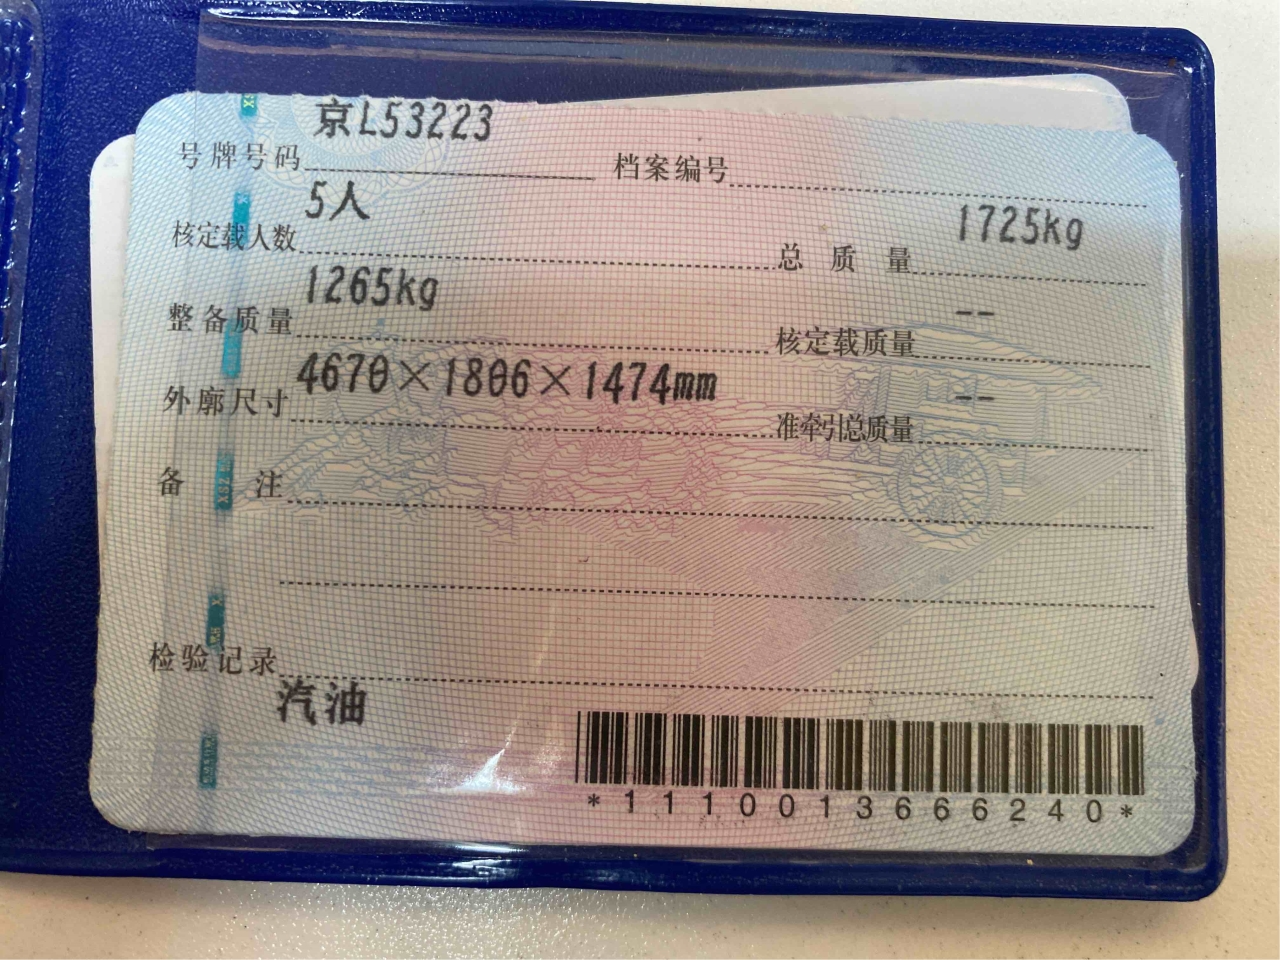 号牌号码 京L53223 档案编号
核定载人数 5人 总质量 1725kg
整备质量 1265kg 核定载质量 --
外廓尺寸 4670×1806×1474mm 准牵引总质量 --
备注
检验记录
汽油
*1110013666240*